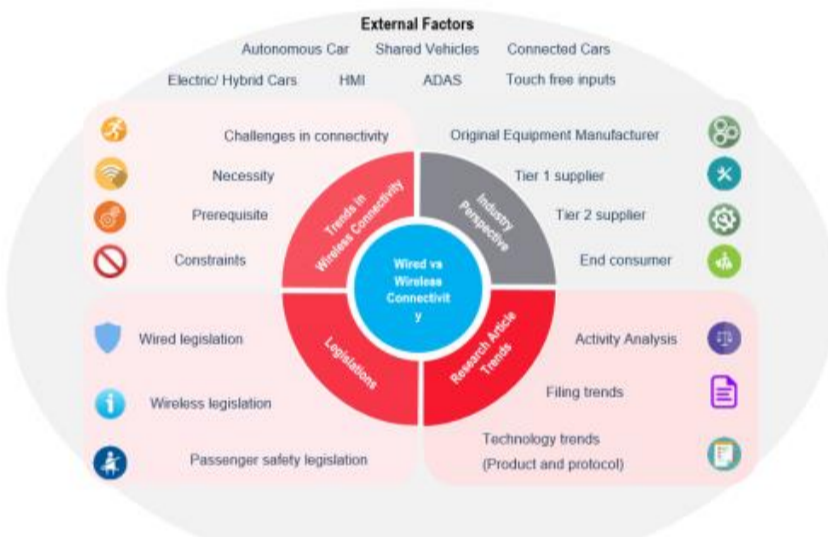 External Factors
Autonomous Car Shared Vehicles Connected Cars
Electric/ Hybrid Cars HMI ADAS Touch free inputs
Challenges in connectivity
Necessity
Prerequisite
Constraints
Original Equipment Manufacturer
Tier 1 supplier
Tier 2 supplier
End consumer
Trends in
Wireless Connectivity
Industry
Perspective
Wired vs
Wireless
Connectivit
y
Legislations
Research Article
Trends
Wired legislation
Wireless legislation
Passenger safety legislation
Activity Analysis
Filing trends
Technology trends
(Product and protocol)